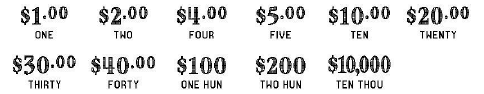 $1.00 $2.00 $4.00 $5.00 $10.00 $20.00
ONE TWO FOUR FIVE TEN TWENTY
$30.00 $40.00 $100 $200 $10,000
THIRTY FORTY ONE HUN TWO HUN TEN THOU